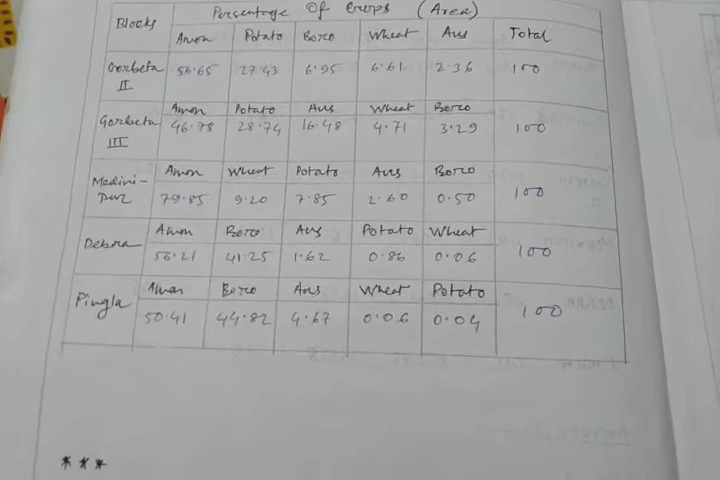 Blocks Persentage Of Crops (Area)
Amon Potato Boro Wheat Aus Total
Gorbeta II 56.65 27.43 6.95 6.61 2.36 100
Amon Potato Aus Wheat Boro
Gorbeta III 46.78 28.74 16.48 4.71 3.29 100
Amon Wheat Potato Aus Boro
Medini- 79.85 9.20 7.85 2.60 0.50 100
Amon Boro Aus Potato Wheat
Debra 56.21 41.25 1.62 0.86 0.06 100
Amon Boro Aus Wheat Potato
Pingla 50.41 44.82 4.67 0.06 0.04 100
***